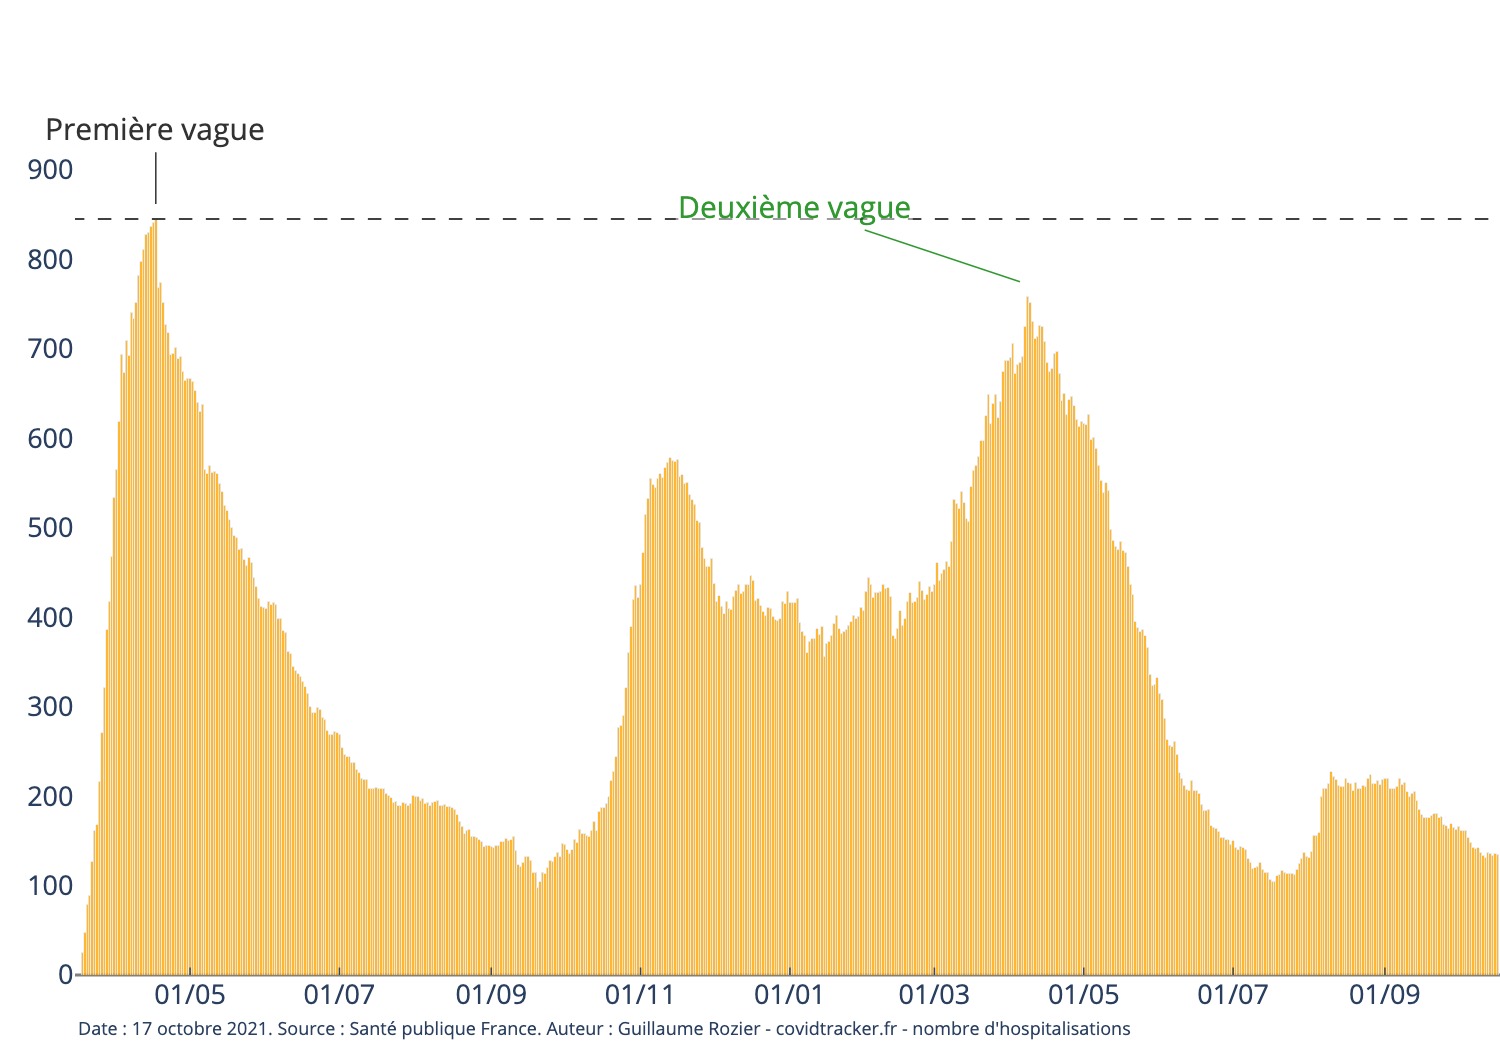 Première vague
900
Deuxième vague
800
700
600
500
400
300
200
100
0
01/05 01/07 01/09 01/11 01/01 01/03 01/05 01/07 01/09
Date : 17 octobre 2021. Source : Santé publique France. Auteur : Guillaume Rozier - covidtracker.fr - nombre d'hospitalisations